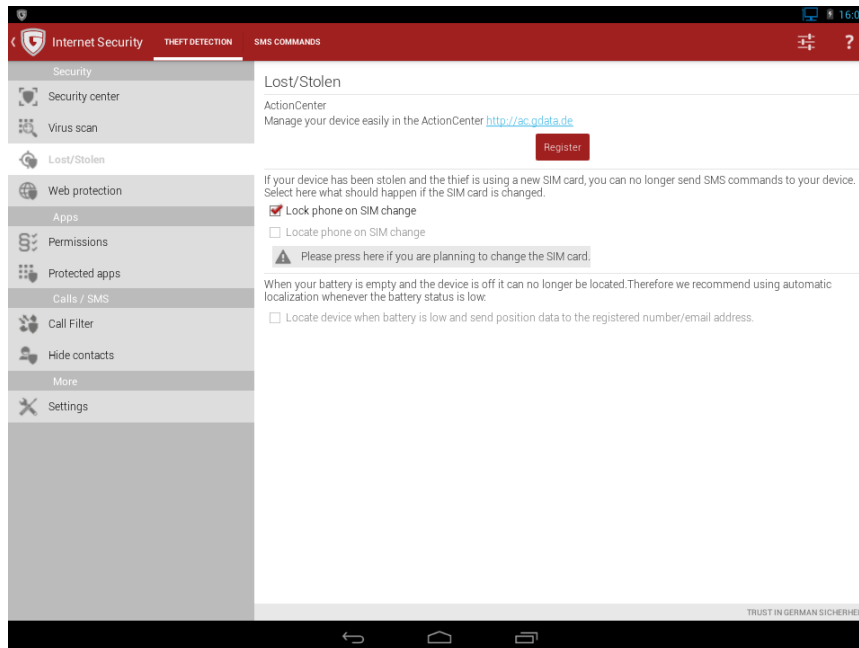 16:0
Internet Security
THEFT DETECTION
SMS COMMANDS
?
Security
Security center
Virus scan
Lost/Stolen
Web protection
Apps
Permissions
Protected apps
Calls / SMS
Call Filter
Hide contacts
More
Settings
Lost/Stolen
ActionCenter
Manage your device easily in the ActionCenter http://ac.gdata.de
Register
If your device has been stolen and the thief is using a new SIM card, you can no longer send SMS commands to your device.
Select here what should happen if the SIM card is changed.
Lock phone on SIM change
Locate phone on SIM change
Please press here if you are planning to change the SIM card.
When your battery is empty and the device is off it can no longer be located.Therefore we recommend using automatic
localization whenever the battery status is low:
Locate device when battery is low and send position data to the registered number/email address.
TRUST IN GERMAN SICHERHE